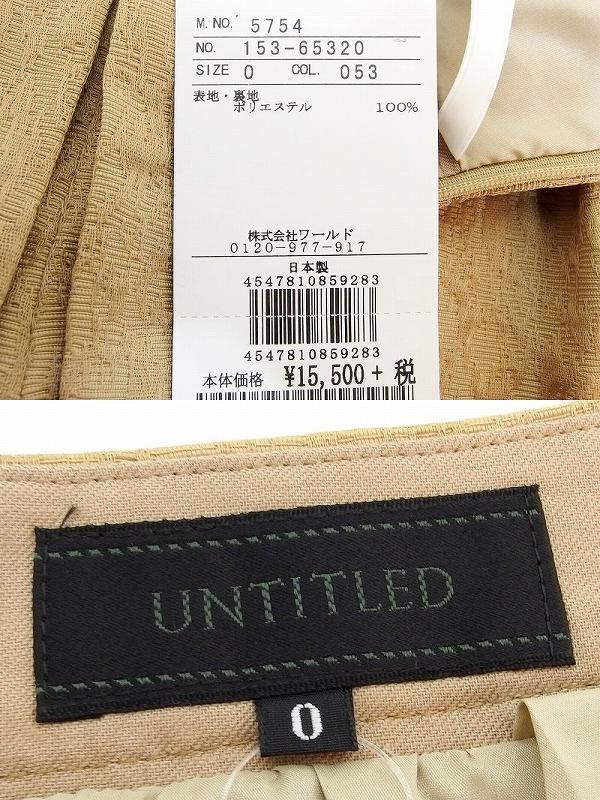 M.NO. 5754
NO. 153-65320
SIZE 0 COL. 053
表地・裏地
ポリエステル 100%
株式会社ワールド
0120-977-917
日本製
4547810859283
4547810859283
本体価格 ¥15,500+ 税
UNTITLED
0